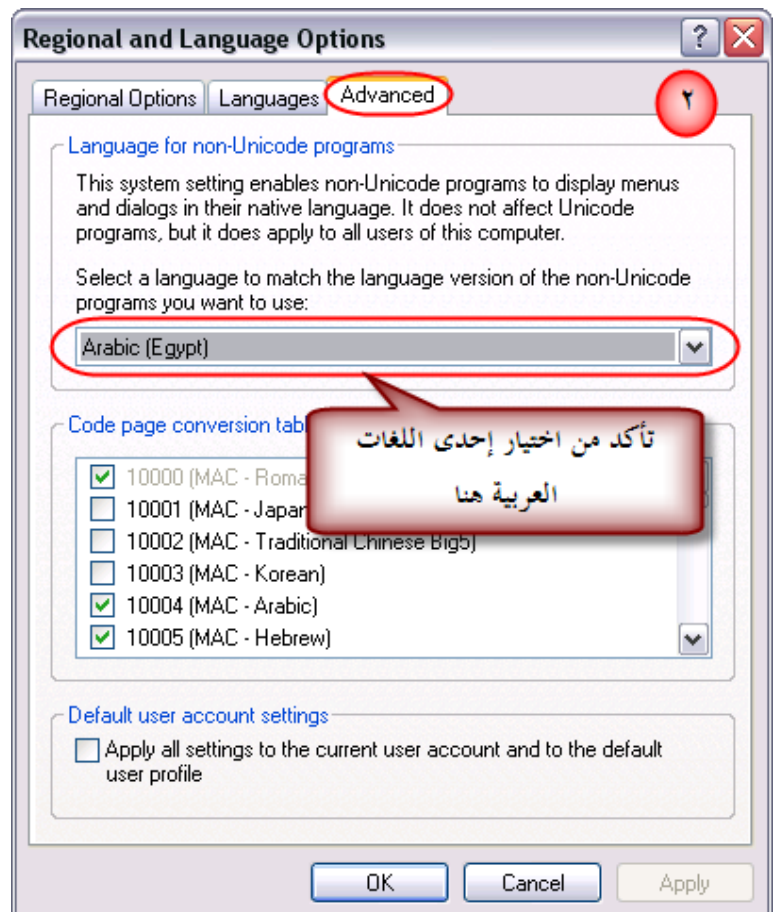 Regional and Language Options
Regional Options Languages Advanced
٢
Language for non-Unicode programs
This system setting enables non-Unicode programs to display menus
and dialogs in their native language. It does not affect Unicode
programs, but it does apply to all users of this computer.
Select a language to match the language version of the non-Unicode
programs you want to use:
Arabic (Egypt)
تأكد من اختيار إحدى اللغات
العربية هنا
Code page conversion tab
10000 (MAC - Roma
10001 (MAC - Japan
10002 (MAC - Traditional Chinese Big5)
10003 (MAC - Korean)
10004 (MAC - Arabic)
10005 (MAC - Hebrew)
Default user account settings
Apply all settings to the current user account and to the default
user profile
OK Cancel Apply